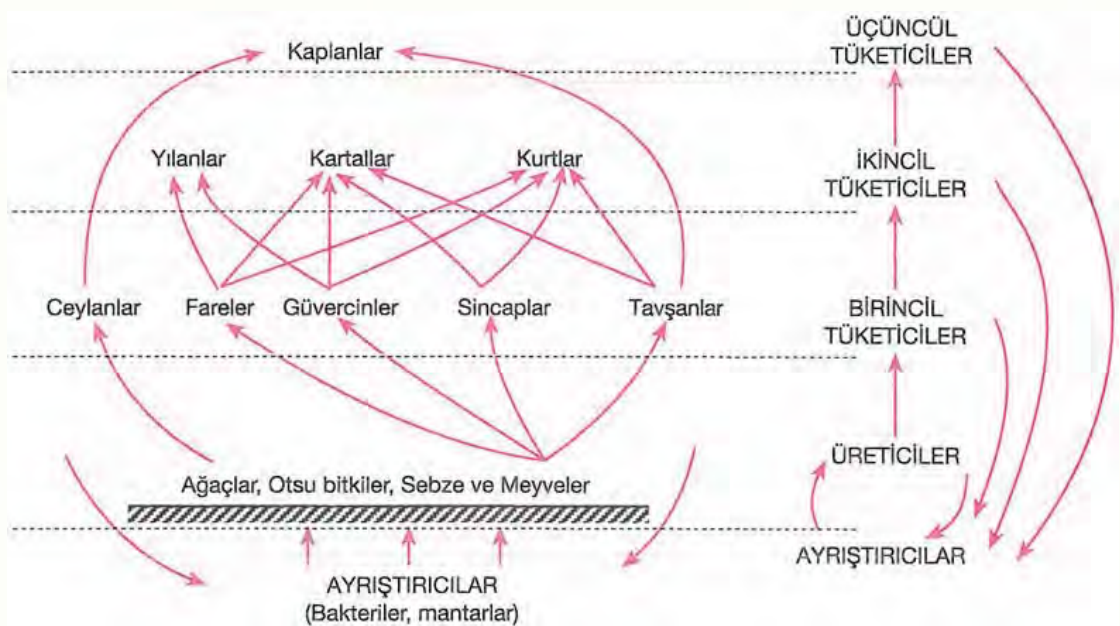 Kaplanlar
ÜÇÜNCÜL
TÜKETİCİLER
Yılanlar Kartallar Kurtlar
İKİNCİL
TÜKETİCİLER
Ceylanlar Fareler Güvercinler Sincaplar Tavşanlar
BİRİNCİL
TÜKETİCİLER
Ağaçlar, Otsu bitkiler, Sebze ve Meyveler
ÜRETİCİLER
AYRIŞTIRICILAR
(Bakteriler, mantarlar)
AYRIŞTIRICILAR